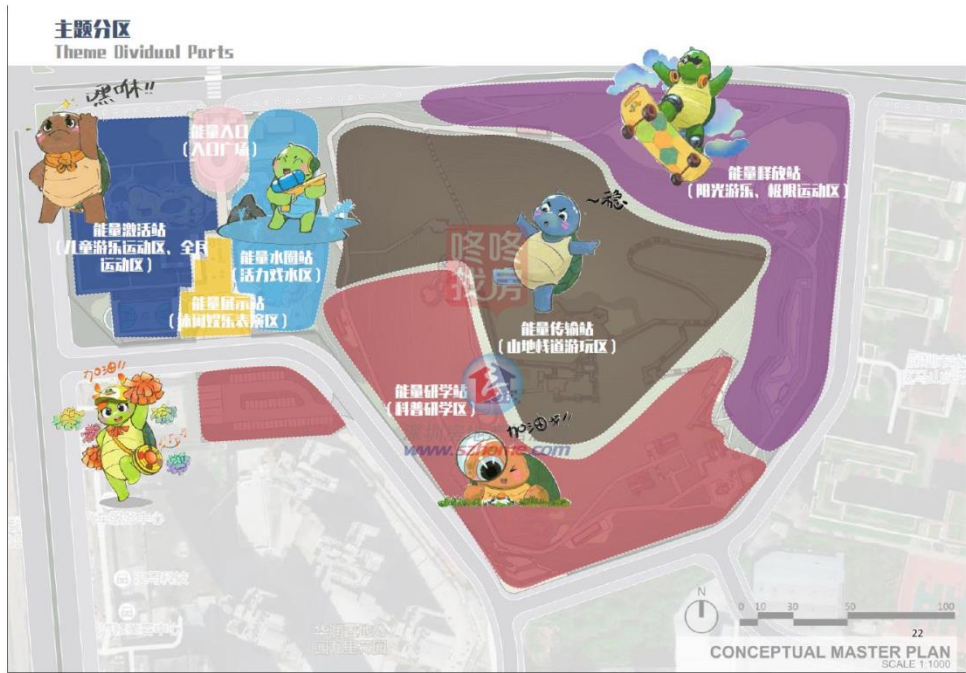 主题分区
Theme Dividual Parts
嘿咻!!
能量入口
（入口广场）
能量释放站
（阳光游乐、极限运动区）
~稳
能量激活站
（儿童游乐运动区、全民
运动区）
能量水圈站
（活力戏水区）
咚咚
找房
能量展示站
（休闲娱乐表演区）
能量传输站
（山地栈道游玩区）
加油!!
能量研学站
（科普研学区）
加油梦!!
www.szhome.com
N
0 10 30 50 100
22
CONCEPTUAL MASTER PLAN
SCALE 1:1000